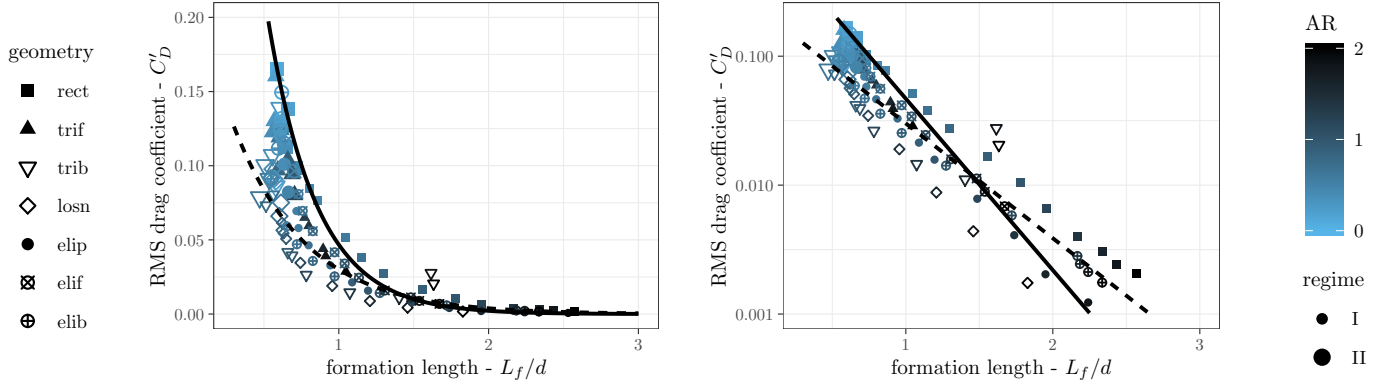 geometry
rect
trif
trib
losn
elip
elif
elib
RMS drag coefficient - C'_D
0.20
0.15
0.10
0.05
0.00
1
2
3
formation length - L_f/d
RMS drag coefficient - C'_D
0.100
0.010
0.001
1
2
3
formation length - L_f/d
AR
2
1
0
regime
I
II